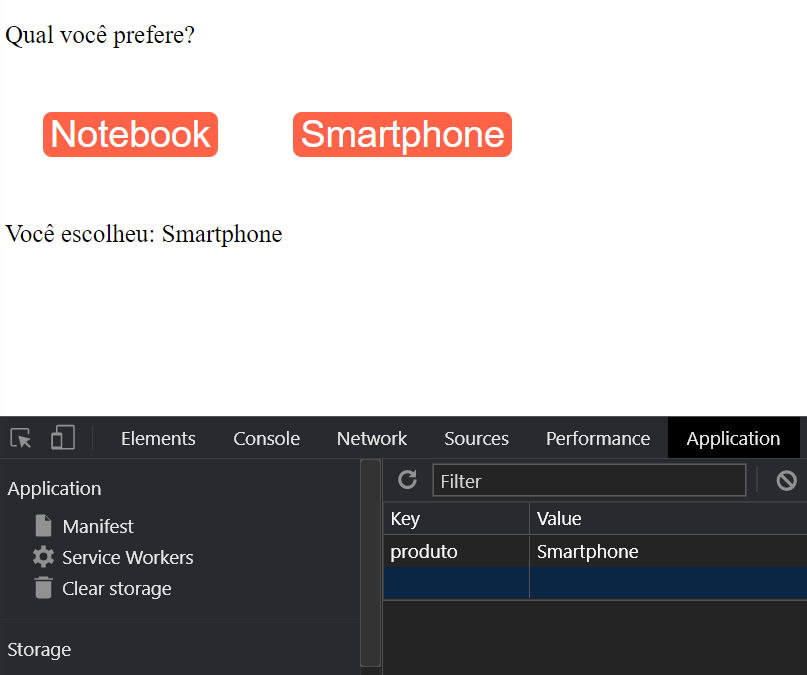 Qual você prefere?
Notebook Smartphone
Você escolheu: Smartphone
Elements Console Network Sources Performance Application
Application
Manifest
Service Workers
Clear storage
Storage
Filter
Key Value
produto Smartphone